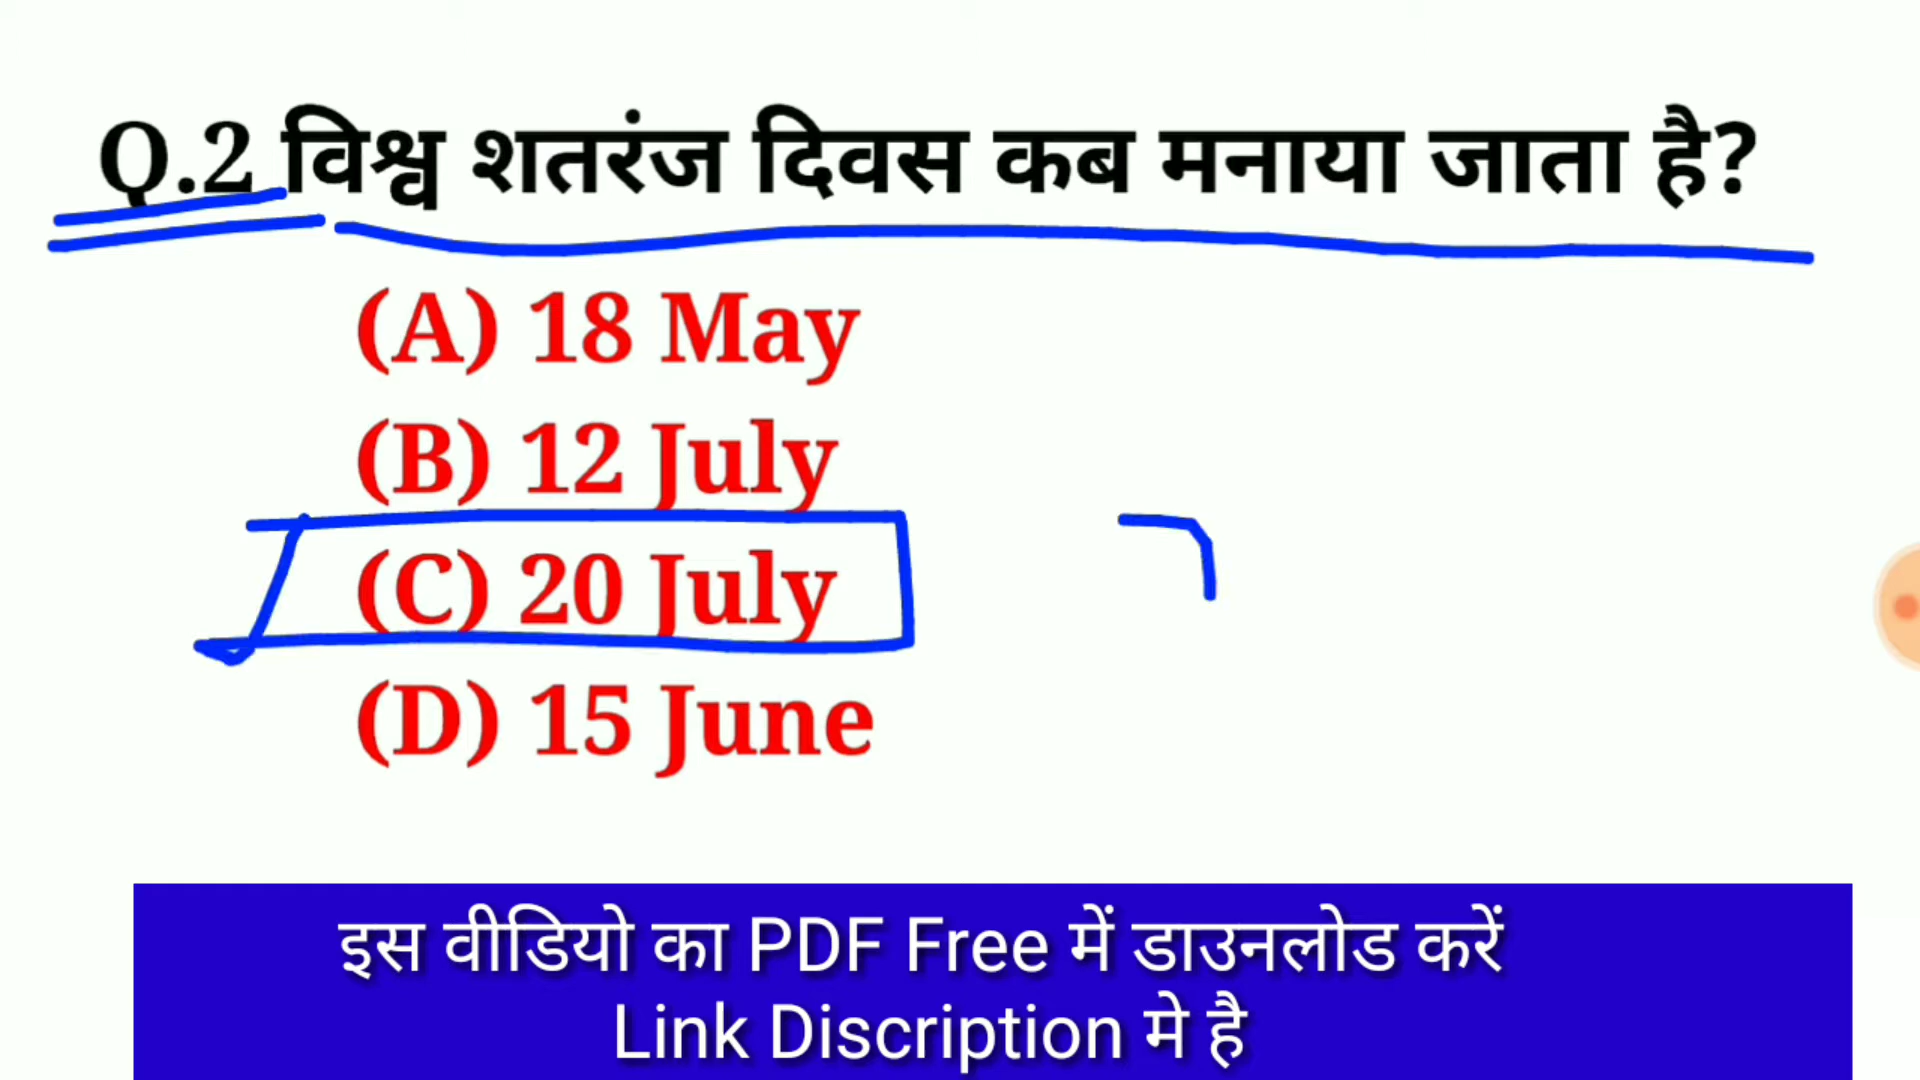 Q.2 विश्व शतरंज दिवस कब मनाया जाता है?
(A) 18 May
(B) 12 July
(C) 20 July
(D) 15 June
इस वीडियो का PDF Free में डाउनलोड करें
Link Discription मे है